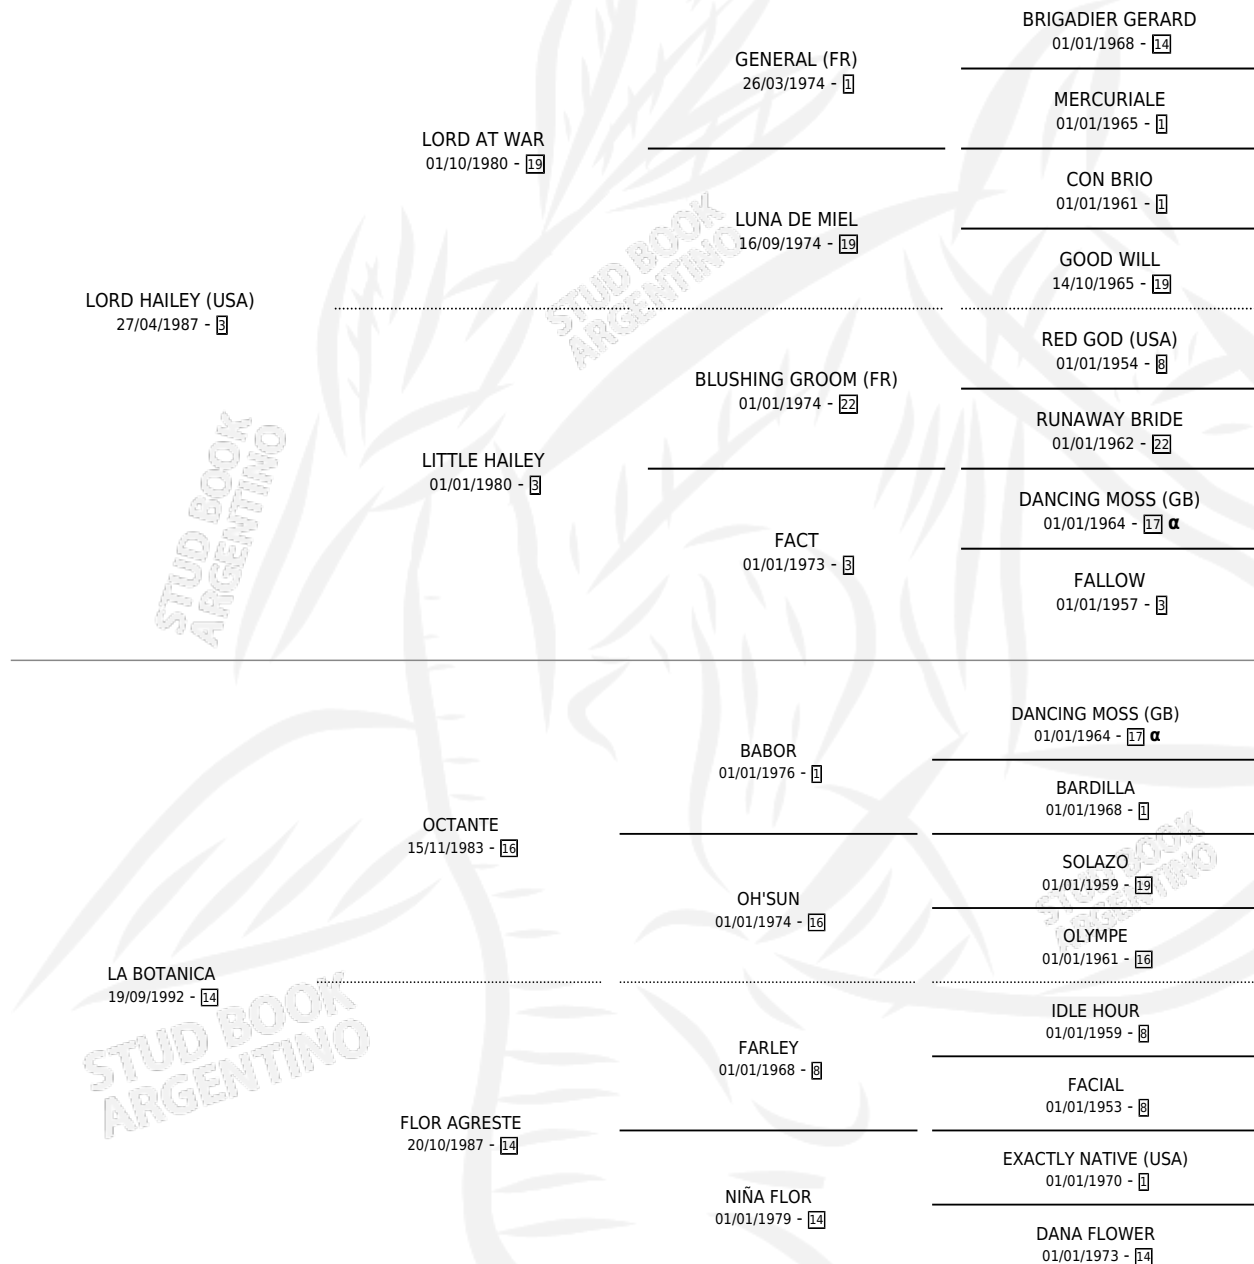 BRIGADIER GERARD
01/01/1968 - 14
GENERAL (FR)
26/03/1974 - 1
MERCURIALE
01/01/1965 - 1
LORD AT WAR
01/10/1980 - 19
CON BRIO
01/01/1961 - 1
LUNA DE MIEL
16/09/1974 - 19
GOOD WILL
14/10/1965 - 19
LORD HAILEY (USA)
27/04/1987 - 3
RED GOD (USA)
01/01/1954 - 8
BLUSHING GROOM (FR)
01/01/1974 - 22
RUNAWAY BRIDE
01/01/1962 - 22
LITTLE HAILEY
01/01/1980 - 3
DANCING MOSS (GB)
01/01/1964 - 17 α
FACT
01/01/1973 - 3
FALLOW
01/01/1957 - 3
DANCING MOSS (GB)
01/01/1964 - 17 α
BABOR
01/01/1976 - 1
BARDILLA
01/01/1968 - 1
OCTANTE
15/11/1983 - 16
SOLAZO
01/01/1959 - 19
OH'SUN
01/01/1974 - 16
OLYMPE
01/01/1961 - 16
LA BOTANICA
19/09/1992 - 14
IDLE HOUR
01/01/1959 - 8
FARLEY
01/01/1968 - 8
FACIAL
01/01/1953 - 8
FLOR AGRESTE
20/10/1987 - 14
EXACTLY NATIVE (USA)
01/01/1970 - 1
NIÑA FLOR
01/01/1979 - 14
DANA FLOWER
01/01/1973 - 14
STUD BOOK
ARGENTINO
STUD BOOK
ARGENTINO
STUD BOOK
ARGENTINO
STUD BOOK
ARGENTINO